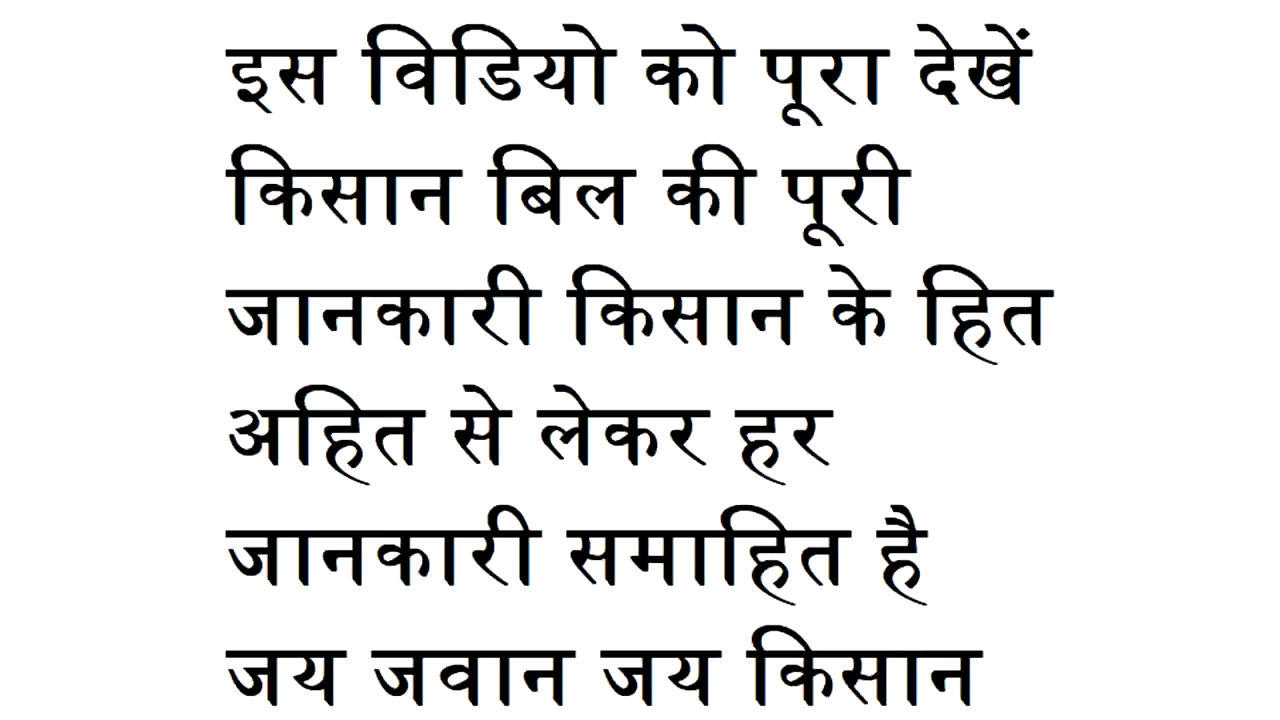 इस विडियो को पूरा देखें
किसान बिल की पूरी
जानकारी किसान के हित
अहित से लेकर हर
जानकारी समाहित है
जय जवान जय किसान